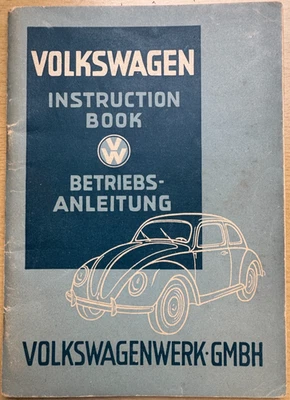 VOLKSWAGEN
INSTRUCTION
BOOK
VW
BETRIEBS-
ANLEITUNG
VOLKSWAGENWERK·GMBH